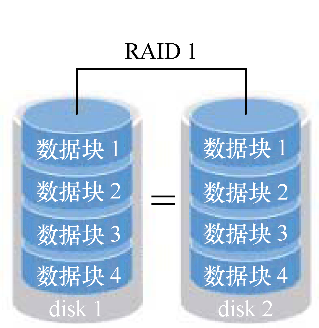 RAID 1
数据块 1
数据块 2
数据块 3
数据块 4
disk 1
=
数据块 1
数据块 2
数据块 3
数据块 4
disk 2